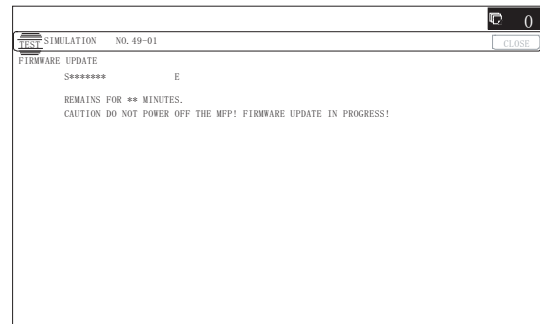 0
TEST SIMULATION NO.49-01
CLOSE
FIRMWARE UPDATE
S******* E
REMAINS FOR ** MINUTES.
CAUTION DO NOT POWER OFF THE MFP! FIRMWARE UPDATE IN PROGRESS!